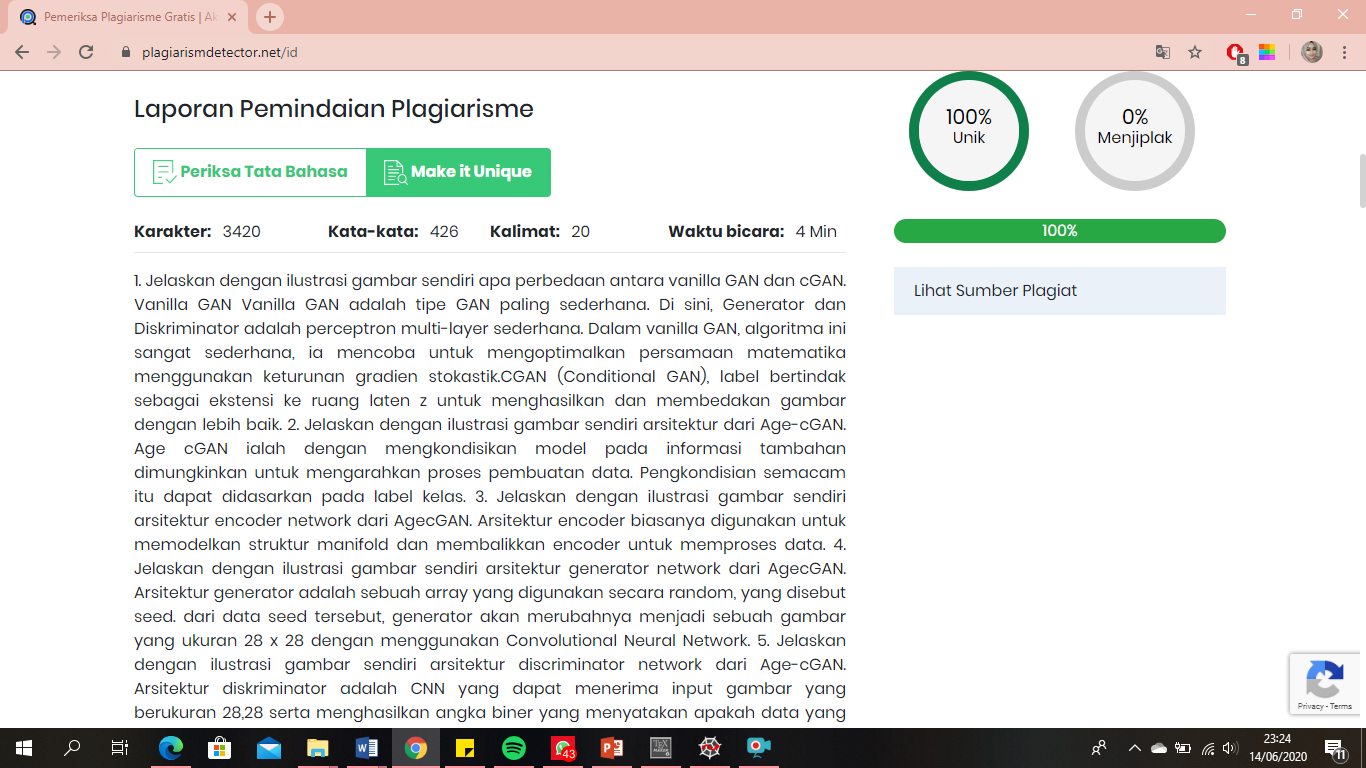 Pemeriksa Plagiarisme Gratis | Ak
plagiarismdetector.net/id
8
Laporan Pemindaian Plagiarisme
100%
Unik
0%
Menjiplak
Periksa Tata Bahasa
Make it Unique
Karakter: 3420 Kata-kata: 426 Kalimat: 20 Waktu bicara: 4 Min
100%
Lihat Sumber Plagiat
1. Jelaskan dengan ilustrasi gambar sendiri apa perbedaan antara vanilla GAN dan cGAN.
Vanilla GAN Vanilla GAN adalah tipe GAN paling sederhana. Di sini, Generator dan
Diskriminator adalah perceptron multi-layer sederhana. Dalam vanilla GAN, algoritma ini
sangat sederhana, ia mencoba untuk mengoptimalkan persamaan matematika
menggunakan keturunan gradien stokastik.CGAN (Conditional GAN), label bertindak
sebagai ekstensi ke ruang laten z untuk menghasilkan dan membedakan gambar
dengan lebih baik. 2. Jelaskan dengan ilustrasi gambar sendiri arsitektur dari Age-cGAN.
Age cGAN ialah dengan mengkondisikan model pada informasi tambahan
dimungkinkan untuk mengarahkan proses pembuatan data. Pengkondisian semacam
itu dapat didasarkan pada label kelas. 3. Jelaskan dengan ilustrasi gambar sendiri
arsitektur encoder network dari AgecGAN. Arsitektur encoder biasanya digunakan untuk
memodelkan struktur manifold dan membalikkan encoder untuk memproses data. 4.
Jelaskan dengan ilustrasi gambar sendiri arsitektur generator network dari AgecGAN.
Arsitektur generator adalah sebuah array yang digunakan secara random, yang disebut
seed. dari data seed tersebut, generator akan merubahnya menjadi sebuah gambar
yang ukuran 28 x 28 dengan menggunakan Convolutional Neural Network. 5. Jelaskan
dengan ilustrasi gambar sendiri arsitektur discriminator network dari Age-cGAN.
Arsitektur diskriminator adalah CNN yang dapat menerima input gambar yang
berukuran 28,28 serta menghasilkan angka biner yang menyatakan apakah data yang
Privacy - Terms
43
TEX
MAKER
23:24
14/06/2020
11